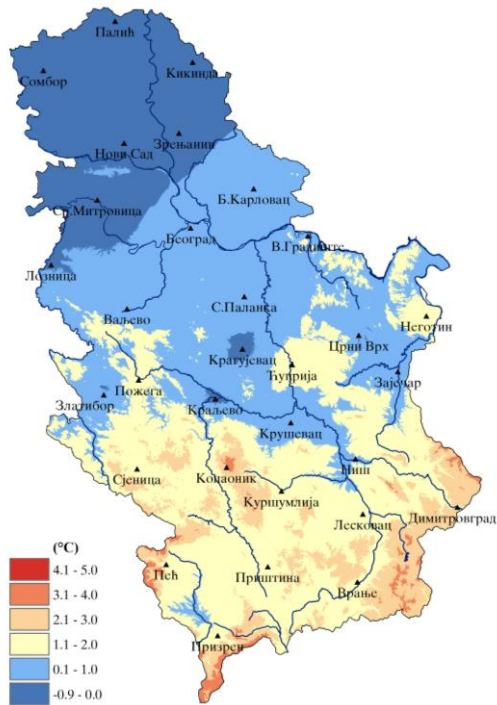 Палић
Сомбор
Кикинда
Нови Сад
Зрењанин
Ср.Митровица
Б.Карловац
Београд
В.Градиште
Лозница
С.Паланка
Ваљево
Неготин
Црни Врх
Крагујевац
Ћуприја
Зајечар
Пожега
Златибор
Краљево
Крушевац
Ниш
Сјеница
Копаоник
Куршумлија
Димитровград
Лесковац
Пећ
Приштина
Врање
Призрен
(°C)
4.1 - 5.0
3.1 - 4.0
2.1 - 3.0
1.1 - 2.0
0.1 - 1.0
-0.9 - 0.0